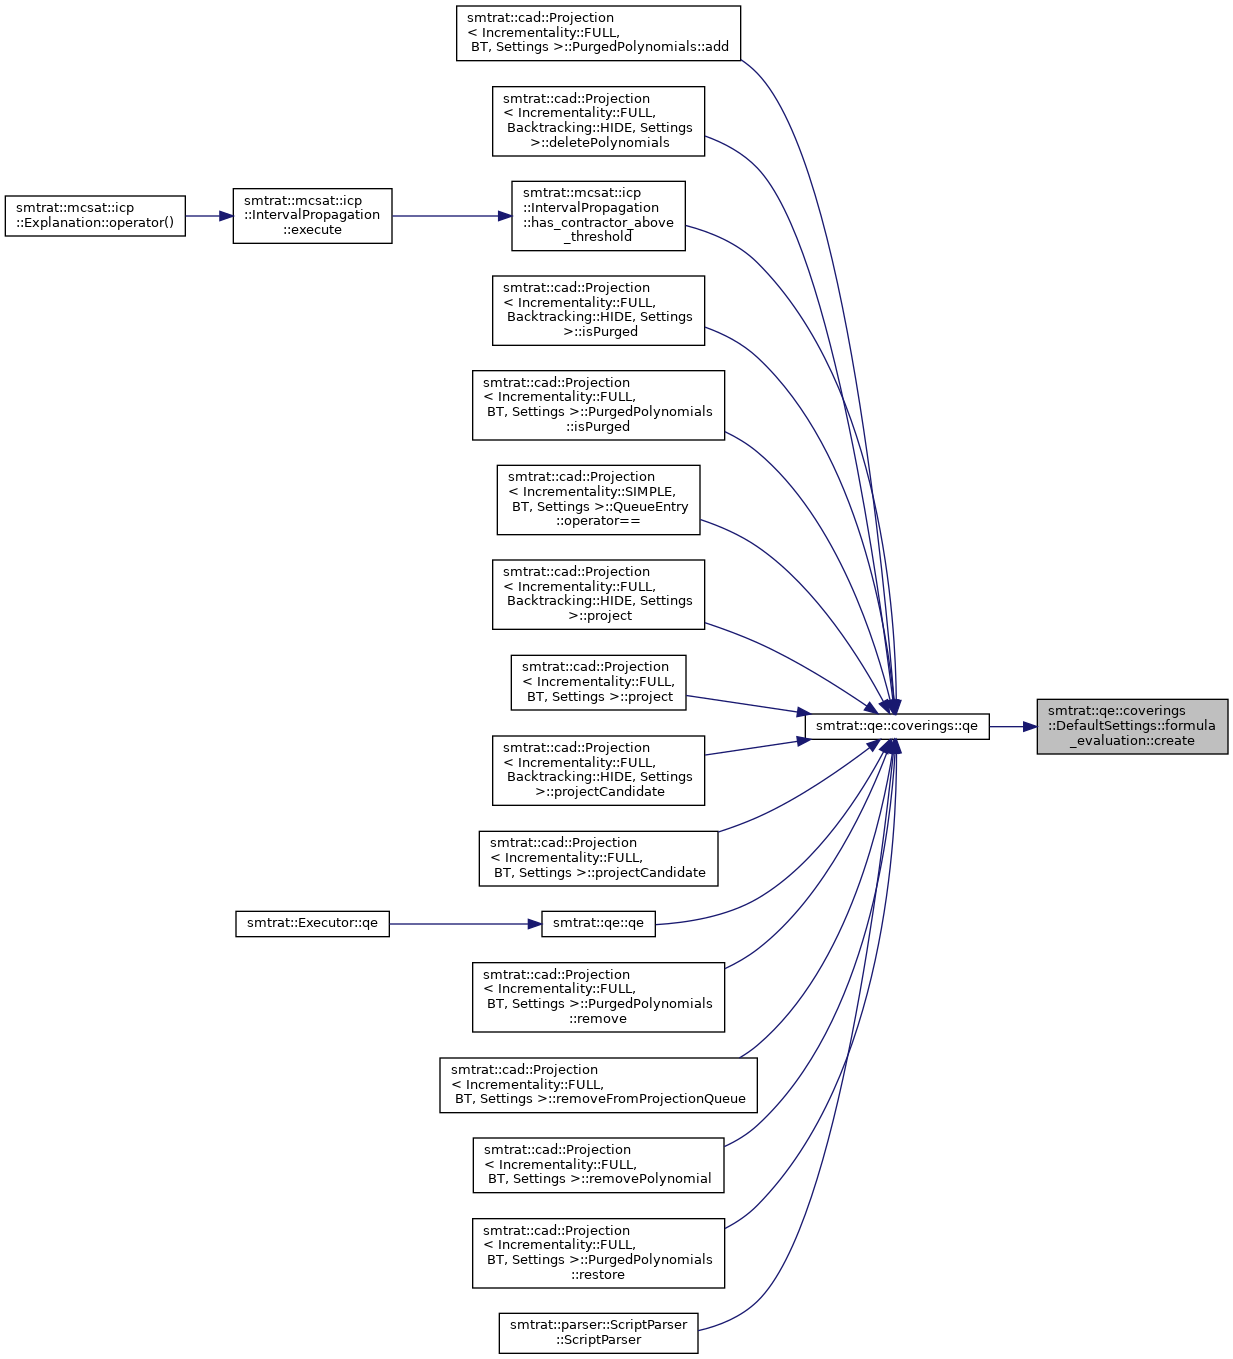 smtrat::cad::Projection
< Incrementality::FULL,
BT, Settings >::PurgedPolynomials::add
smtrat::cad::Projection
< Incrementality::FULL,
Backtracking::HIDE, Settings
>::deletePolynomials
smtrat::mcsat::icp
::Explanation::operator()
smtrat::mcsat::icp
::IntervalPropagation
::execute
smtrat::mcsat::icp
::IntervalPropagation
::has_contractor_above
_threshold
smtrat::cad::Projection
< Incrementality::FULL,
Backtracking::HIDE, Settings
>::isPurged
smtrat::cad::Projection
< Incrementality::FULL,
BT, Settings >::PurgedPolynomials
::isPurged
smtrat::cad::Projection
< Incrementality::SIMPLE,
BT, Settings >::QueueEntry
::operator==
smtrat::cad::Projection
< Incrementality::FULL,
Backtracking::HIDE, Settings
>::project
smtrat::cad::Projection
< Incrementality::FULL,
BT, Settings >::project
smtrat::qe::coverings::qe
smtrat::qe::coverings
::DefaultSettings::formula
_evaluation::create
smtrat::cad::Projection
< Incrementality::FULL,
Backtracking::HIDE, Settings
>::projectCandidate
smtrat::cad::Projection
< Incrementality::FULL,
BT, Settings >::projectCandidate
smtrat::Executor::qe
smtrat::qe::qe
smtrat::cad::Projection
< Incrementality::FULL,
BT, Settings >::PurgedPolynomials
::remove
smtrat::cad::Projection
< Incrementality::FULL,
BT, Settings >::removeFromProjectionQueue
smtrat::cad::Projection
< Incrementality::FULL,
BT, Settings >::removePolynomial
smtrat::cad::Projection
< Incrementality::FULL,
BT, Settings >::PurgedPolynomials
::restore
smtrat::parser::ScriptParser
::ScriptParser